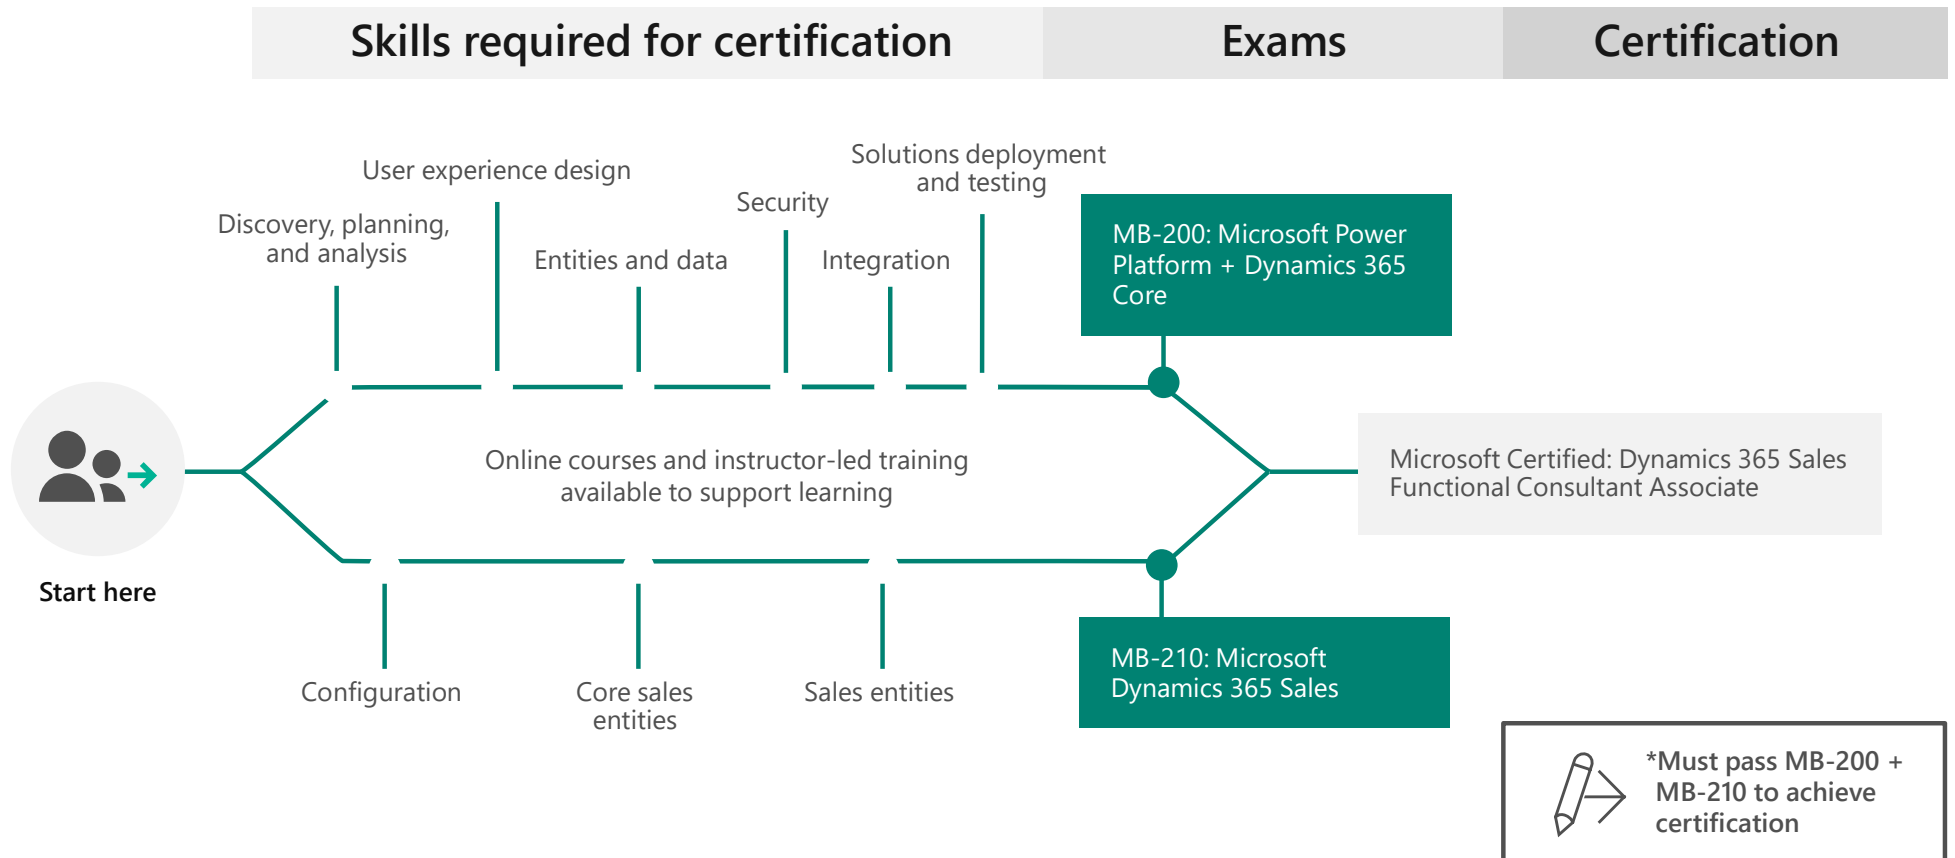 Skills required for certification
Exams
Certification
User experience design
Solutions deployment
and testing
Security
Discovery, planning,
and analysis
Entities and data
Integration
MB-200: Microsoft Power
Platform + Dynamics 365
Core
Online courses and instructor-led training
available to support learning
Microsoft Certified: Dynamics 365 Sales
Functional Consultant Associate
Start here
Configuration
Core sales
entities
Sales entities
MB-210: Microsoft
Dynamics 365 Sales
*Must pass MB-200 +
MB-210 to achieve
certification